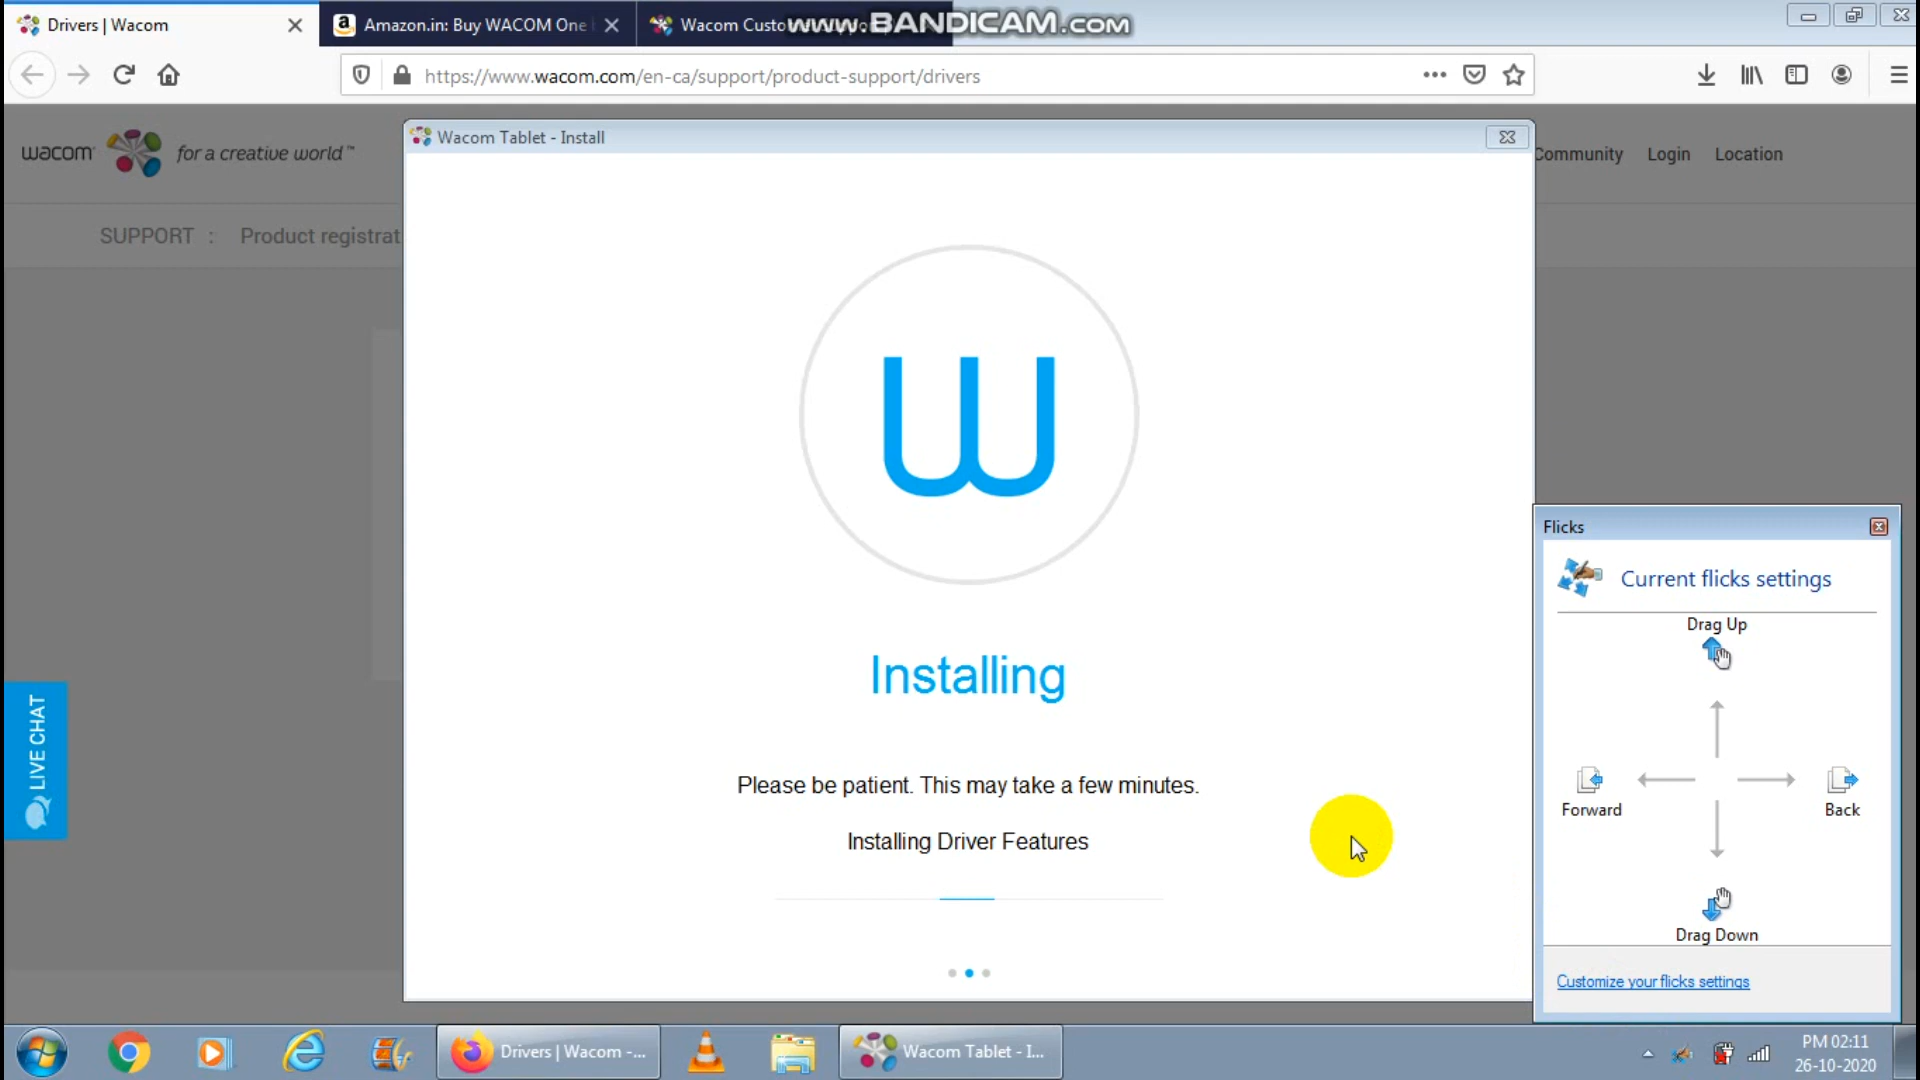 Drivers | Wacom
Amazon.in: Buy WACOM One
Wacom Custo
www.BANDICAM.com
https://www.wacom.com/en-ca/support/product-support/drivers
wacom for a creative world™
Community Login Location
SUPPORT : Product registrat
Wacom Tablet - Install
Installing
Please be patient. This may take a few minutes.
Installing Driver Features
LIVE CHAT
Flicks
Current flicks settings
Drag Up
Forward
Back
Drag Down
Customize your flicks settings
Drivers | Wacom -...
Wacom Tablet - I...
PM 02:11
26-10-2020